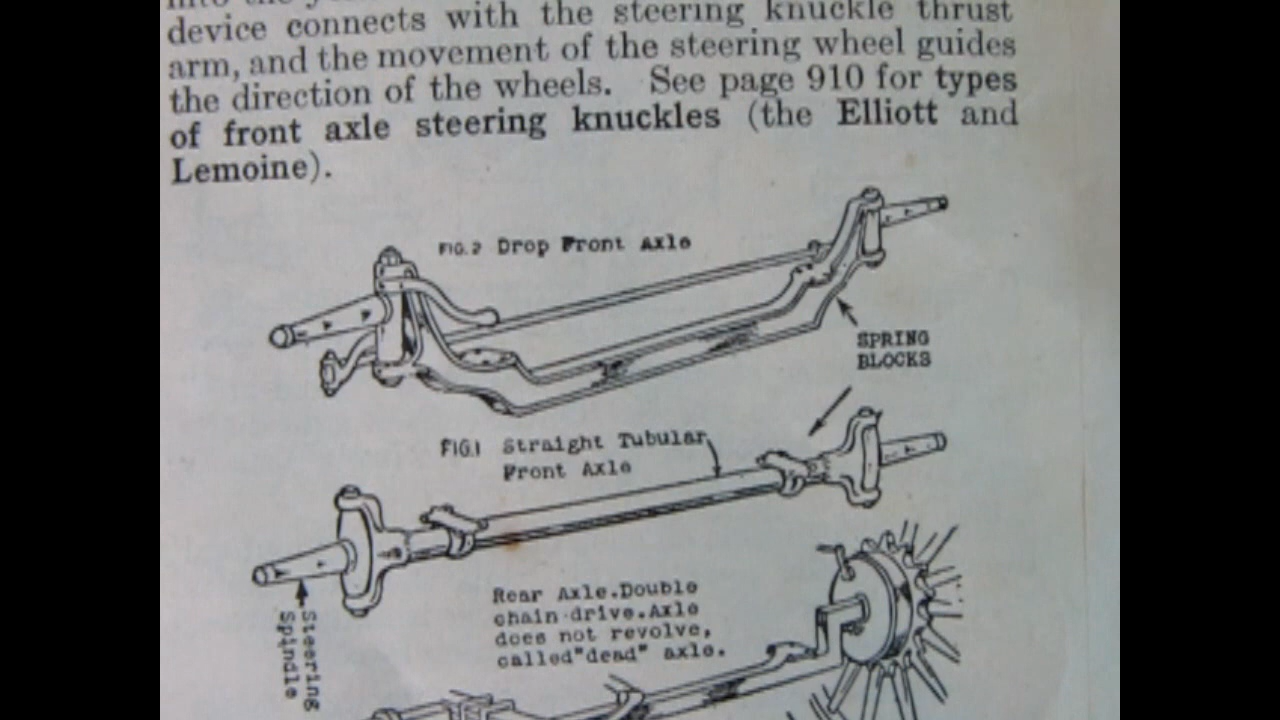 device connects with the steering knuckle thrust
arm, and the movement of the steering wheel guides
the direction of the wheels. See page 910 for types
of front axle steering knuckles (the Elliott and
Lemoine).
FIG.2 Drop Front Axle
SPRING
BLOCKS
FIG.1 Straight Tubular
Front Axle
Rear Axle.Double
chain-drive.Axle
does not revolve,
called"dead" axle.
Steering
Spindle